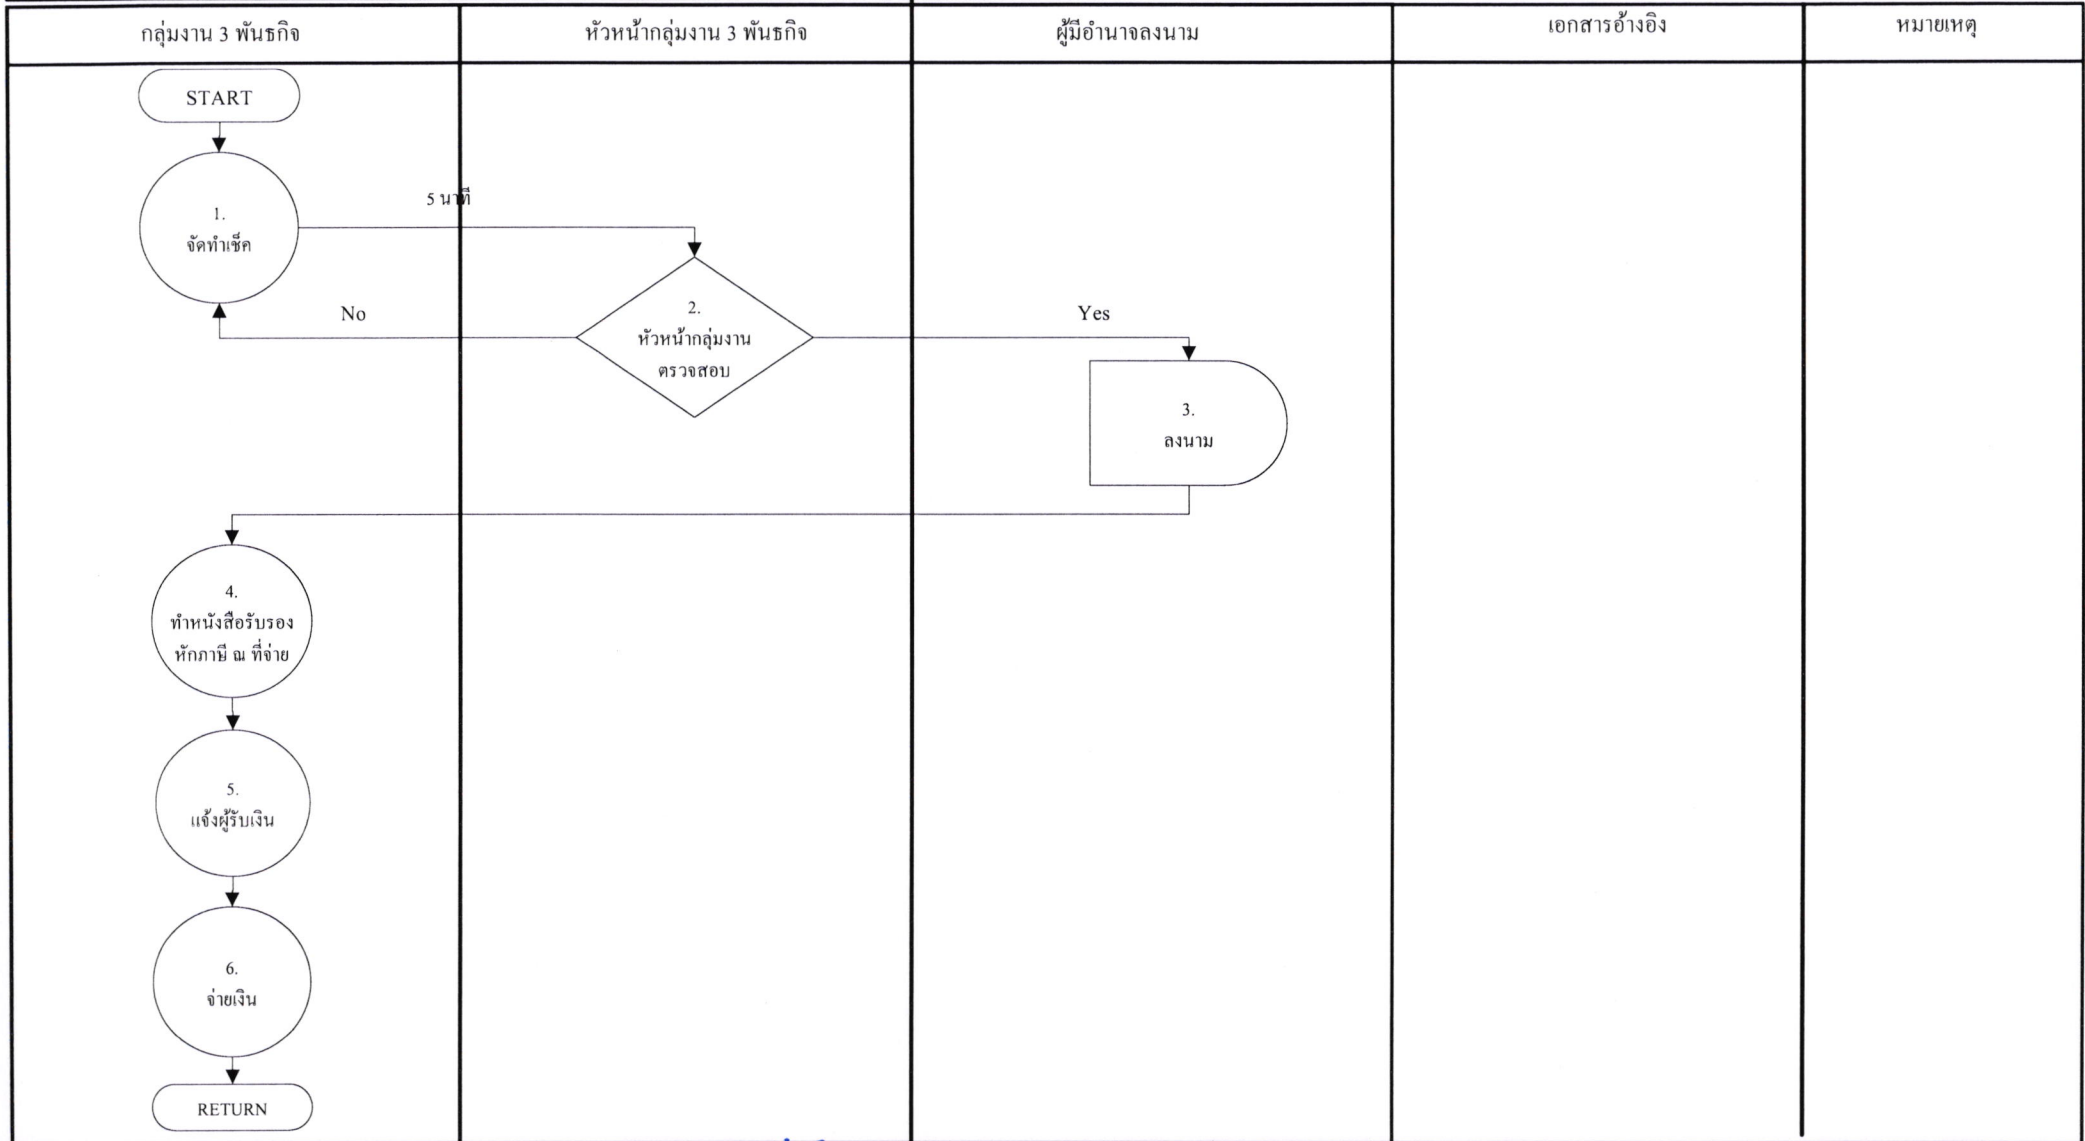 กลุ่มงาน 3 พันธกิจ
หัวหน้ากลุ่มงาน 3 พันธกิจ
ผู้มีอำนาจลงนาม
เอกสารอ้างอิง
หมายเหตุ
START
1.
จัดทำเช็ค
5 นาที
No
2.
หัวหน้ากลุ่มงาน
ตรวจสอบ
Yes
3.
ลงนาม
4.
ทำหนังสือรับรอง
หักภาษี ณ ที่จ่าย
5.
แจ้งผู้รับเงิน
6.
จ่ายเงิน
RETURN